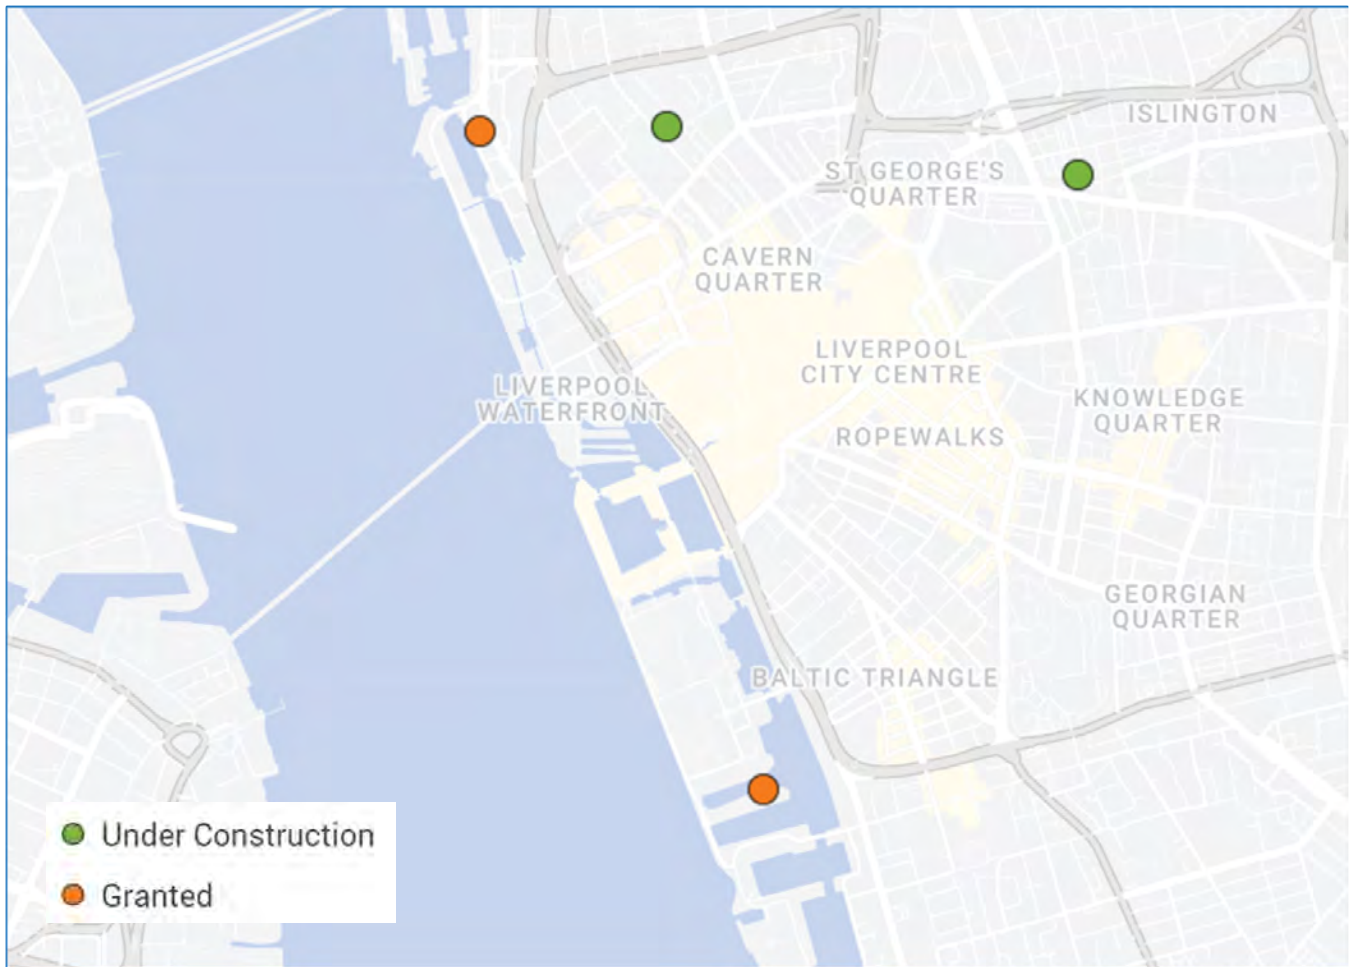 ISLINGTON
ST GEORGE'S
QUARTER
CAVERN
QUARTER
LIVERPOOL
CITY CENTRE
LIVERPOOL
WATERFRONT
KNOWLEDGE
QUARTER
ROPEWALKS
GEORGIAN
QUARTER
BALTIC TRIANGLE
Under Construction
Granted